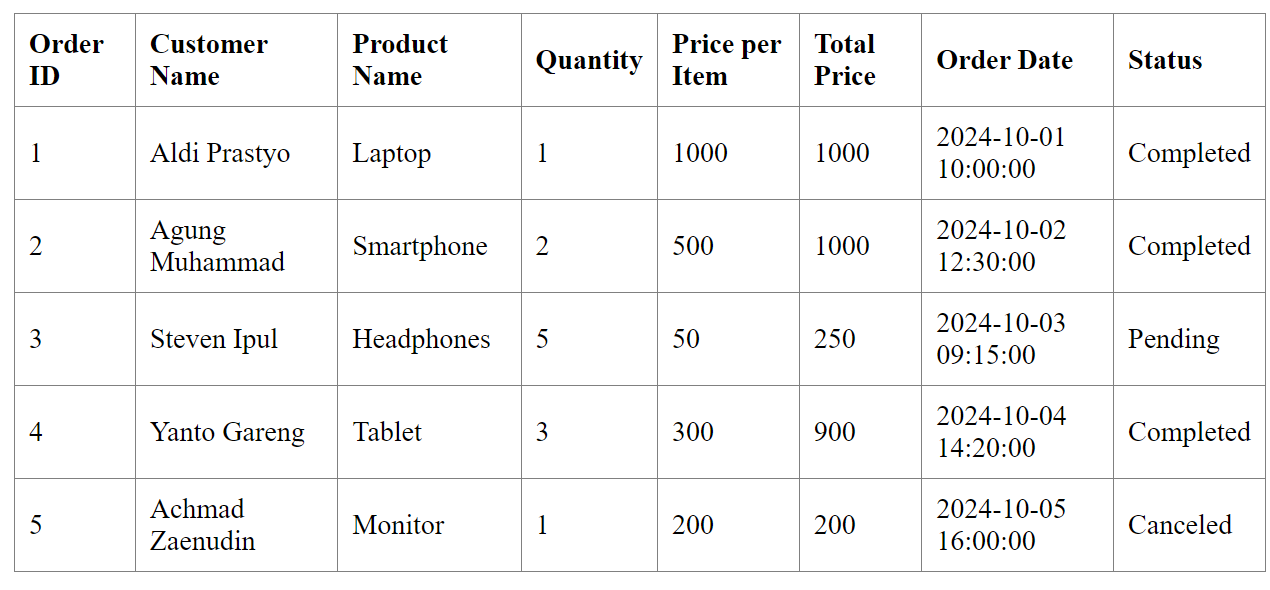 Order ID Customer Name Product Name Quantity Price per Item Total Price Order Date Status
1 Aldi Prastyo Laptop 1 1000 1000 2024-10-01 10:00:00 Completed
2 Agung Muhammad Smartphone 2 500 1000 2024-10-02 12:30:00 Completed
3 Steven Ipul Headphones 5 50 250 2024-10-03 09:15:00 Pending
4 Yanto Gareng Tablet 3 300 900 2024-10-04 14:20:00 Completed
5 Achmad Zaenudin Monitor 1 200 200 2024-10-05 16:00:00 Canceled